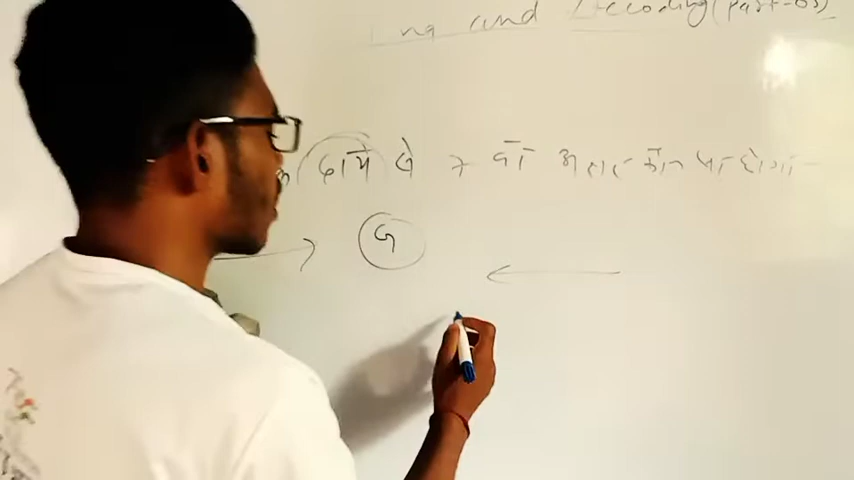 and Decoding (part-03)
दायें से 7 वाँ अक्षर कौन सा होगा
G